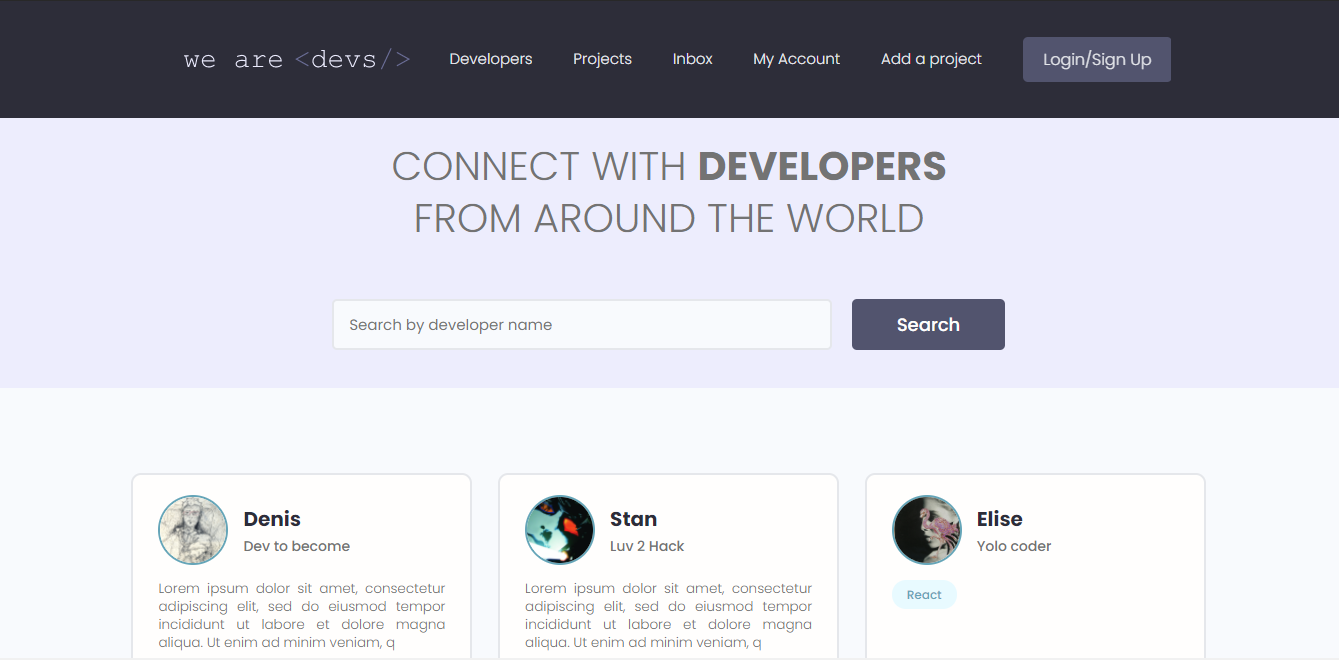 we are <devs/> Developers Projects Inbox My Account Add a project Login/Sign Up
CONNECT WITH DEVELOPERS
FROM AROUND THE WORLD
Search by developer name Search
Denis
Dev to become
Lorem ipsum dolor sit amet, consectetur
adipiscing elit, sed do eiusmod tempor
incididunt ut labore et dolore magna
aliqua. Ut enim ad minim veniam, q
Stan
Luv 2 Hack
Lorem ipsum dolor sit amet, consectetur
adipiscing elit, sed do eiusmod tempor
incididunt ut labore et dolore magna
aliqua. Ut enim ad minim veniam, q
Elise
Yolo coder
React